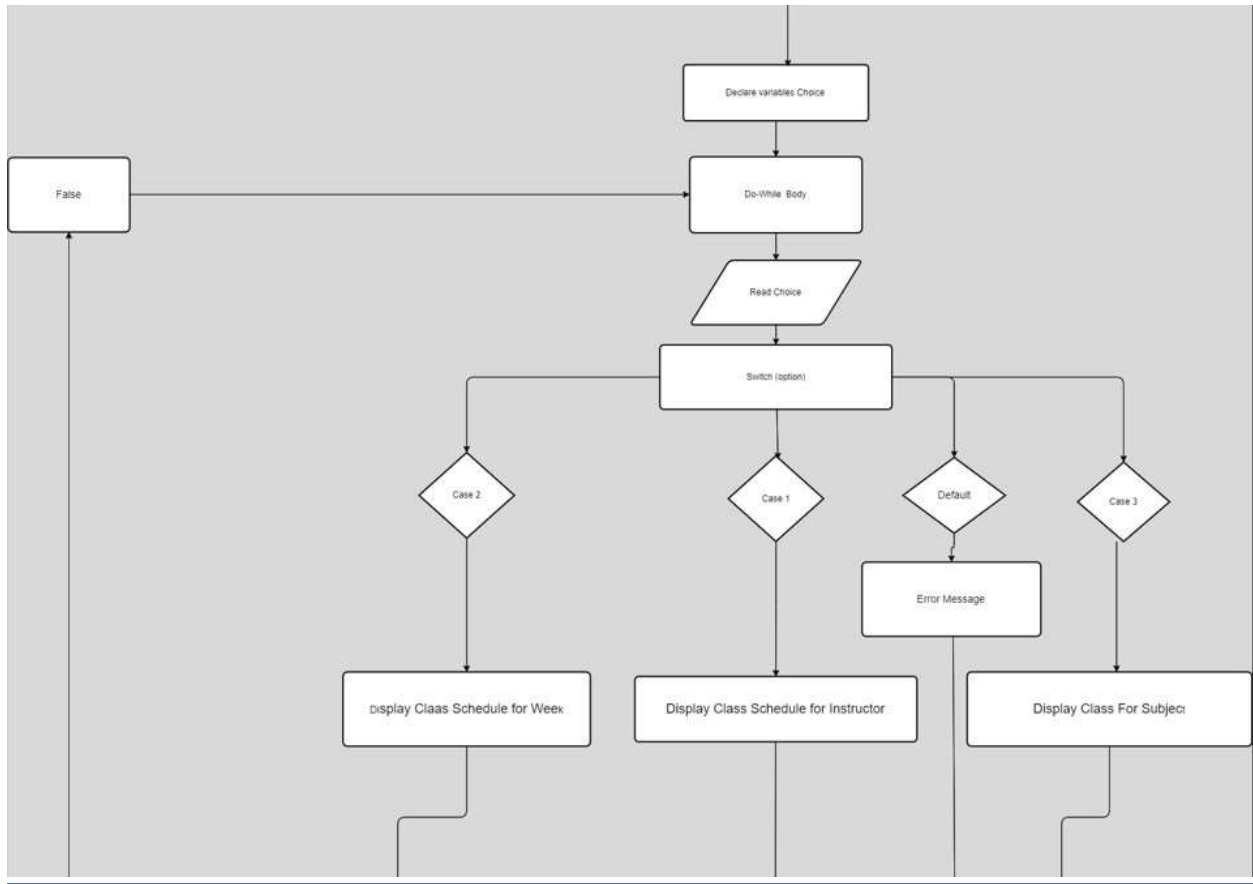 Declare variables Choice
False
Do-While Body
Read Choice
Switch (option)
Case 2
Case 1
Default
Case 3
Error Message
Display Claas Schedule for Week
Display Class Schedule for Instructor
Display Class For Subjecs